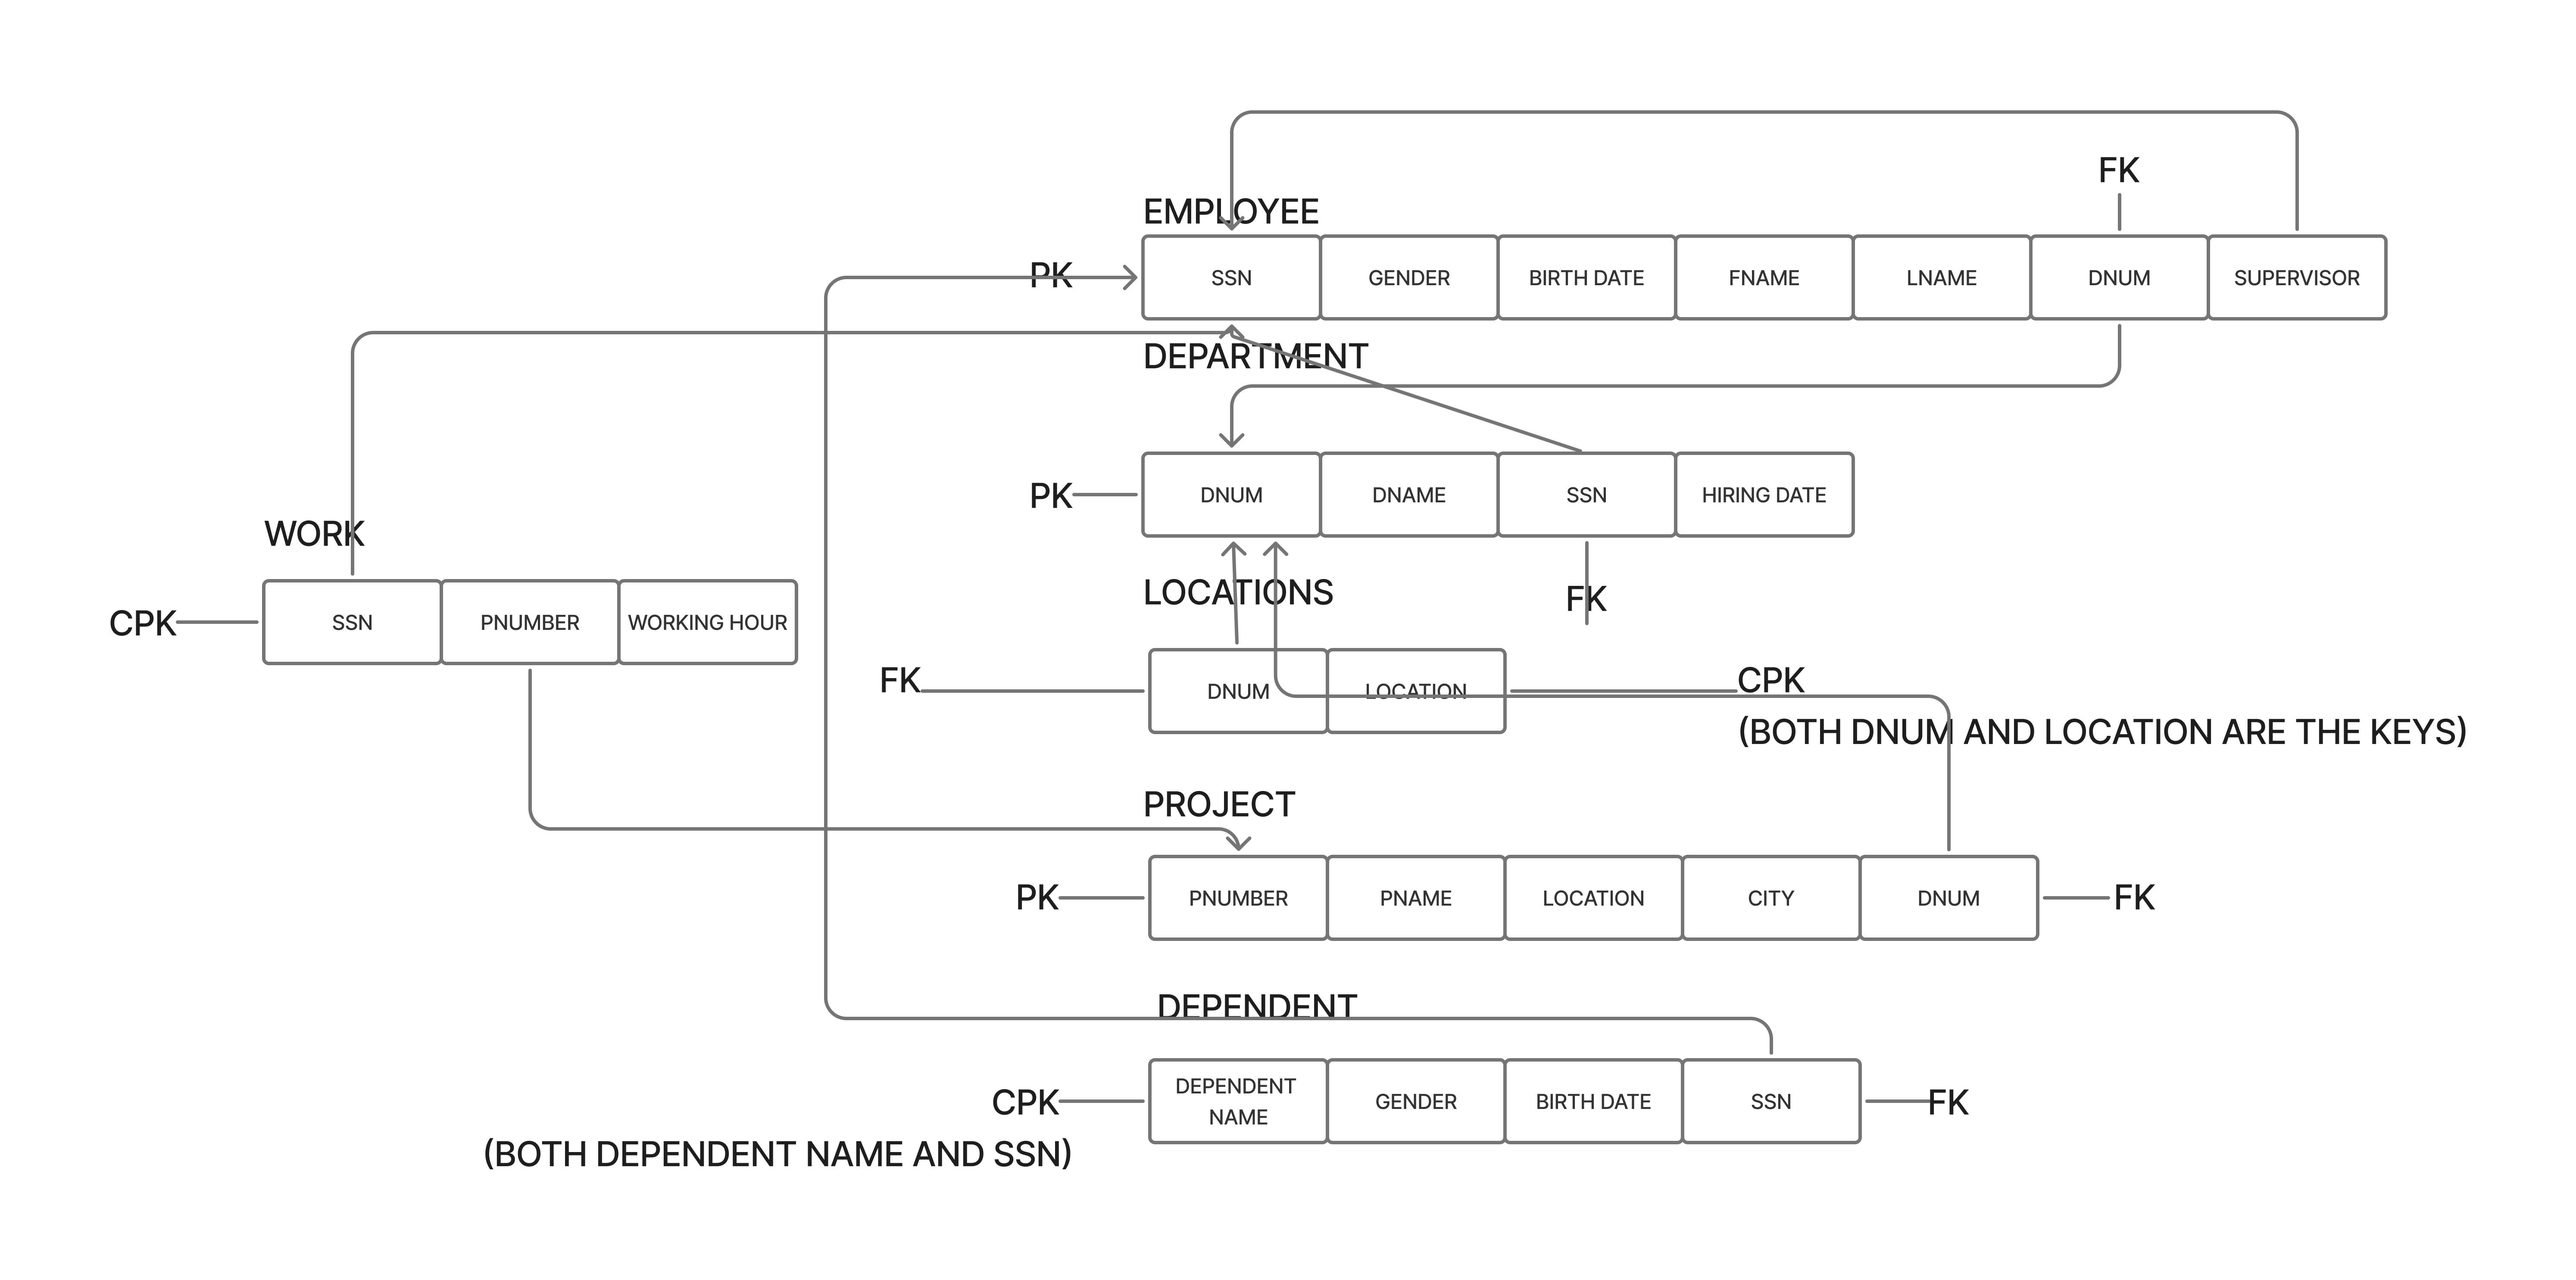 FK
EMPLOYEE
PK
SSN
GENDER
BIRTH DATE
FNAME
LNAME
DNUM
SUPERVISOR
DEPARTMENT
PK
DNUM
DNAME
SSN
HIRING DATE
FK
WORK
CPK
SSN
PNUMBER
WORKING HOUR
LOCATIONS
FK
DNUM
LOCATION
CPK
(BOTH DNUM AND LOCATION ARE THE KEYS)
PROJECT
PK
PNUMBER
PNAME
LOCATION
CITY
DNUM
FK
DEPENDENT
CPK
(BOTH DEPENDENT NAME AND SSN)
DEPENDENT
NAME
GENDER
BIRTH DATE
SSN
FK